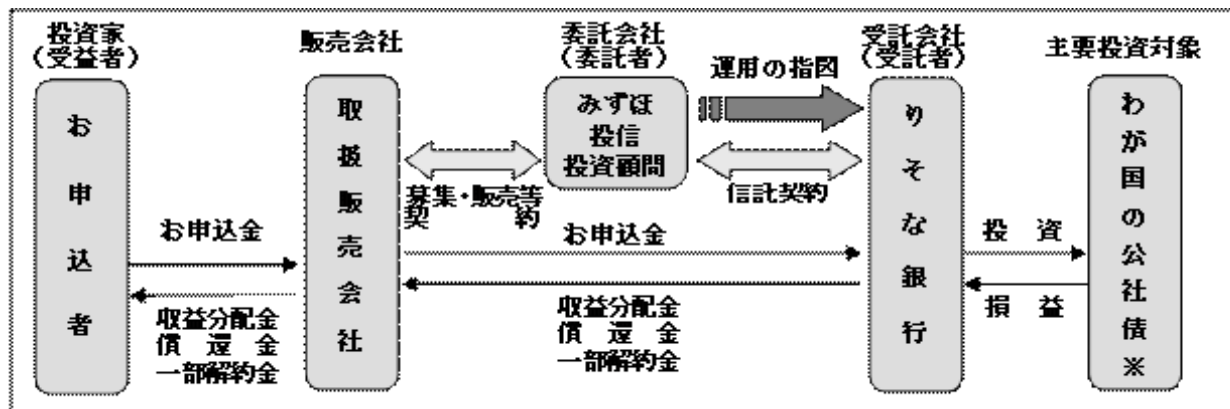 投資家
(受益者)
販売会社
委託会社
(委託者)
受託会社
(受託者)
主要投資対象
お申込者
取扱販売会社
みずほ
投信
投資顧問
運用の指図
りそな銀行
わが国の公社債※
募集・販売等
契約
信託契約
お申込金
お申込金
投資
損益
収益分配金
償還金
一部解約金
収益分配金
償還金
一部解約金